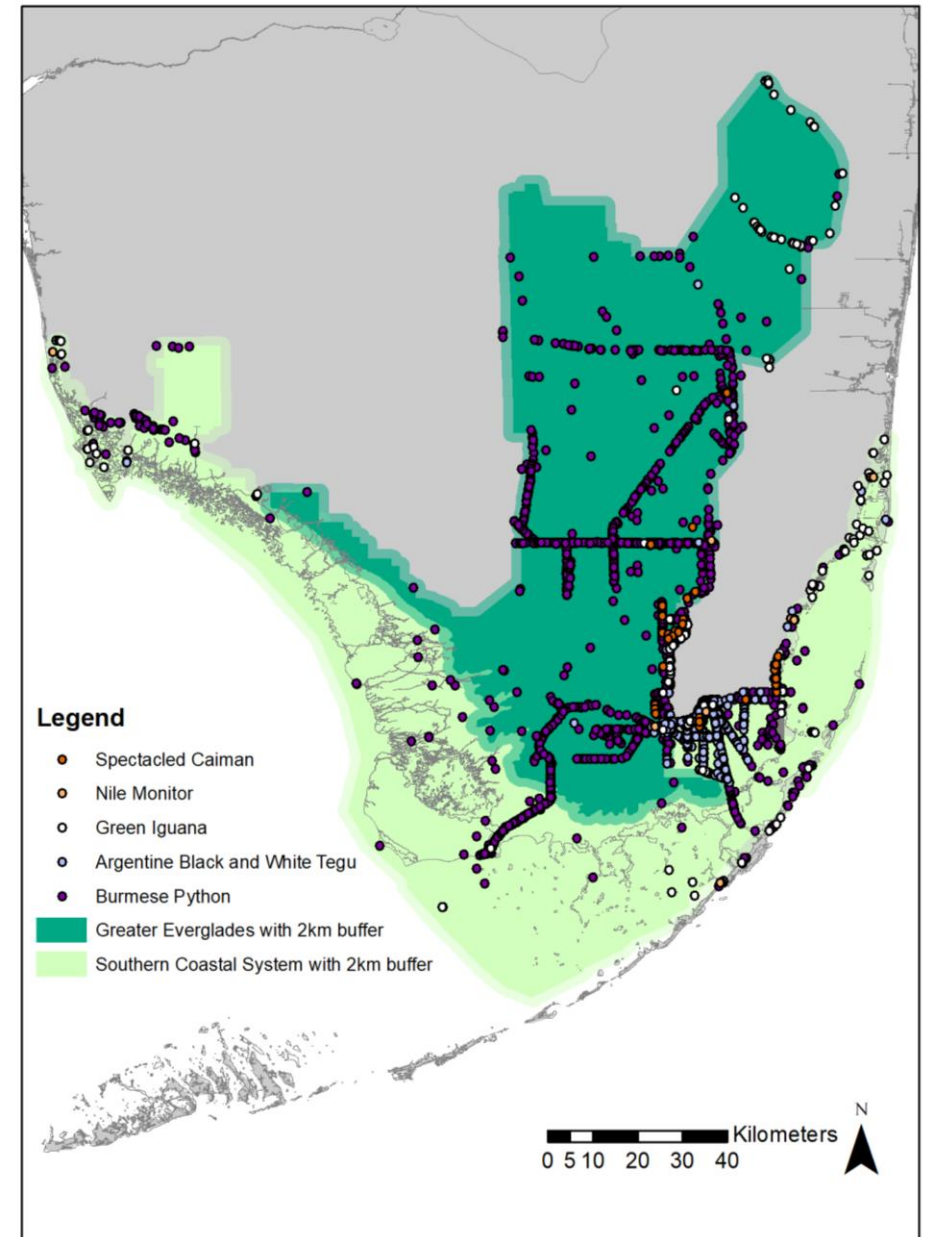 Legend
Spectacled Caiman
Nile Monitor
Green Iguana
Argentine Black and White Tegu
Burmese Python
Greater Everglades with 2km buffer
Southern Coastal System with 2km buffer
N
Kilometers
0 5 10 20 30 40